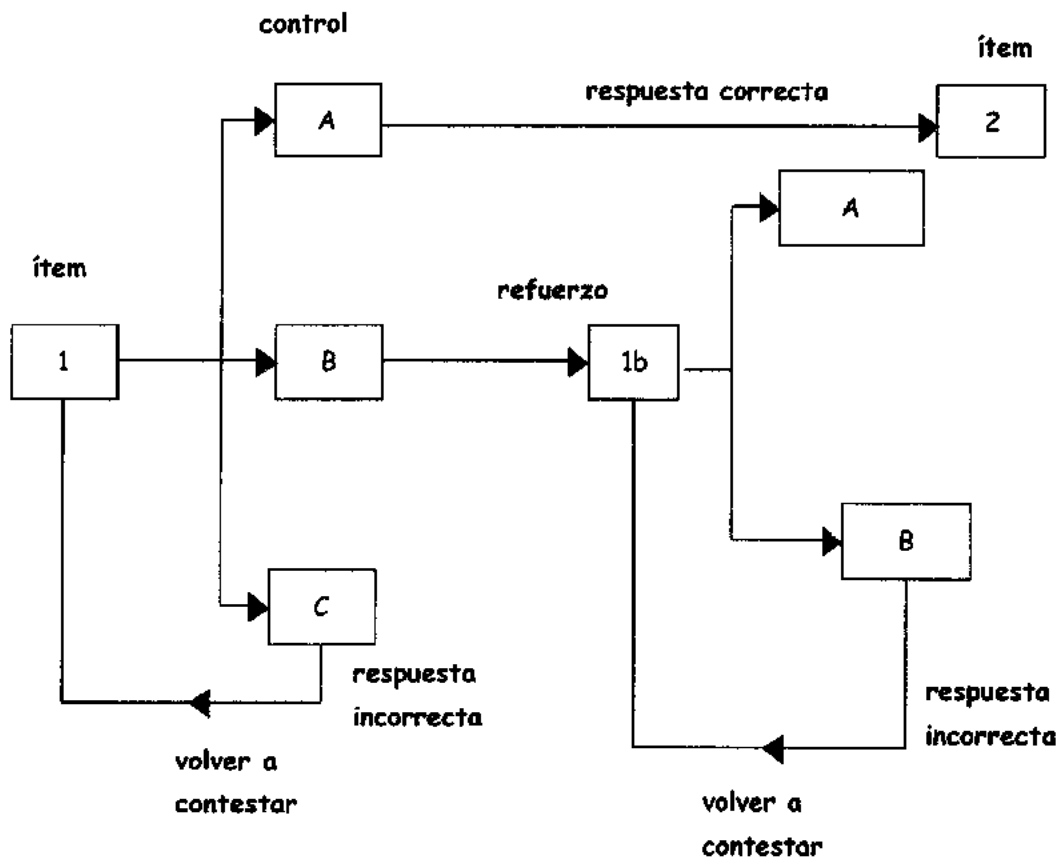 control
ítem
A
respuesta correcta
2
A
ítem
refuerzo
1
B
1b
B
C
respuesta
incorrecta
respuesta
incorrecta
volver a
contestar
volver a
contestar